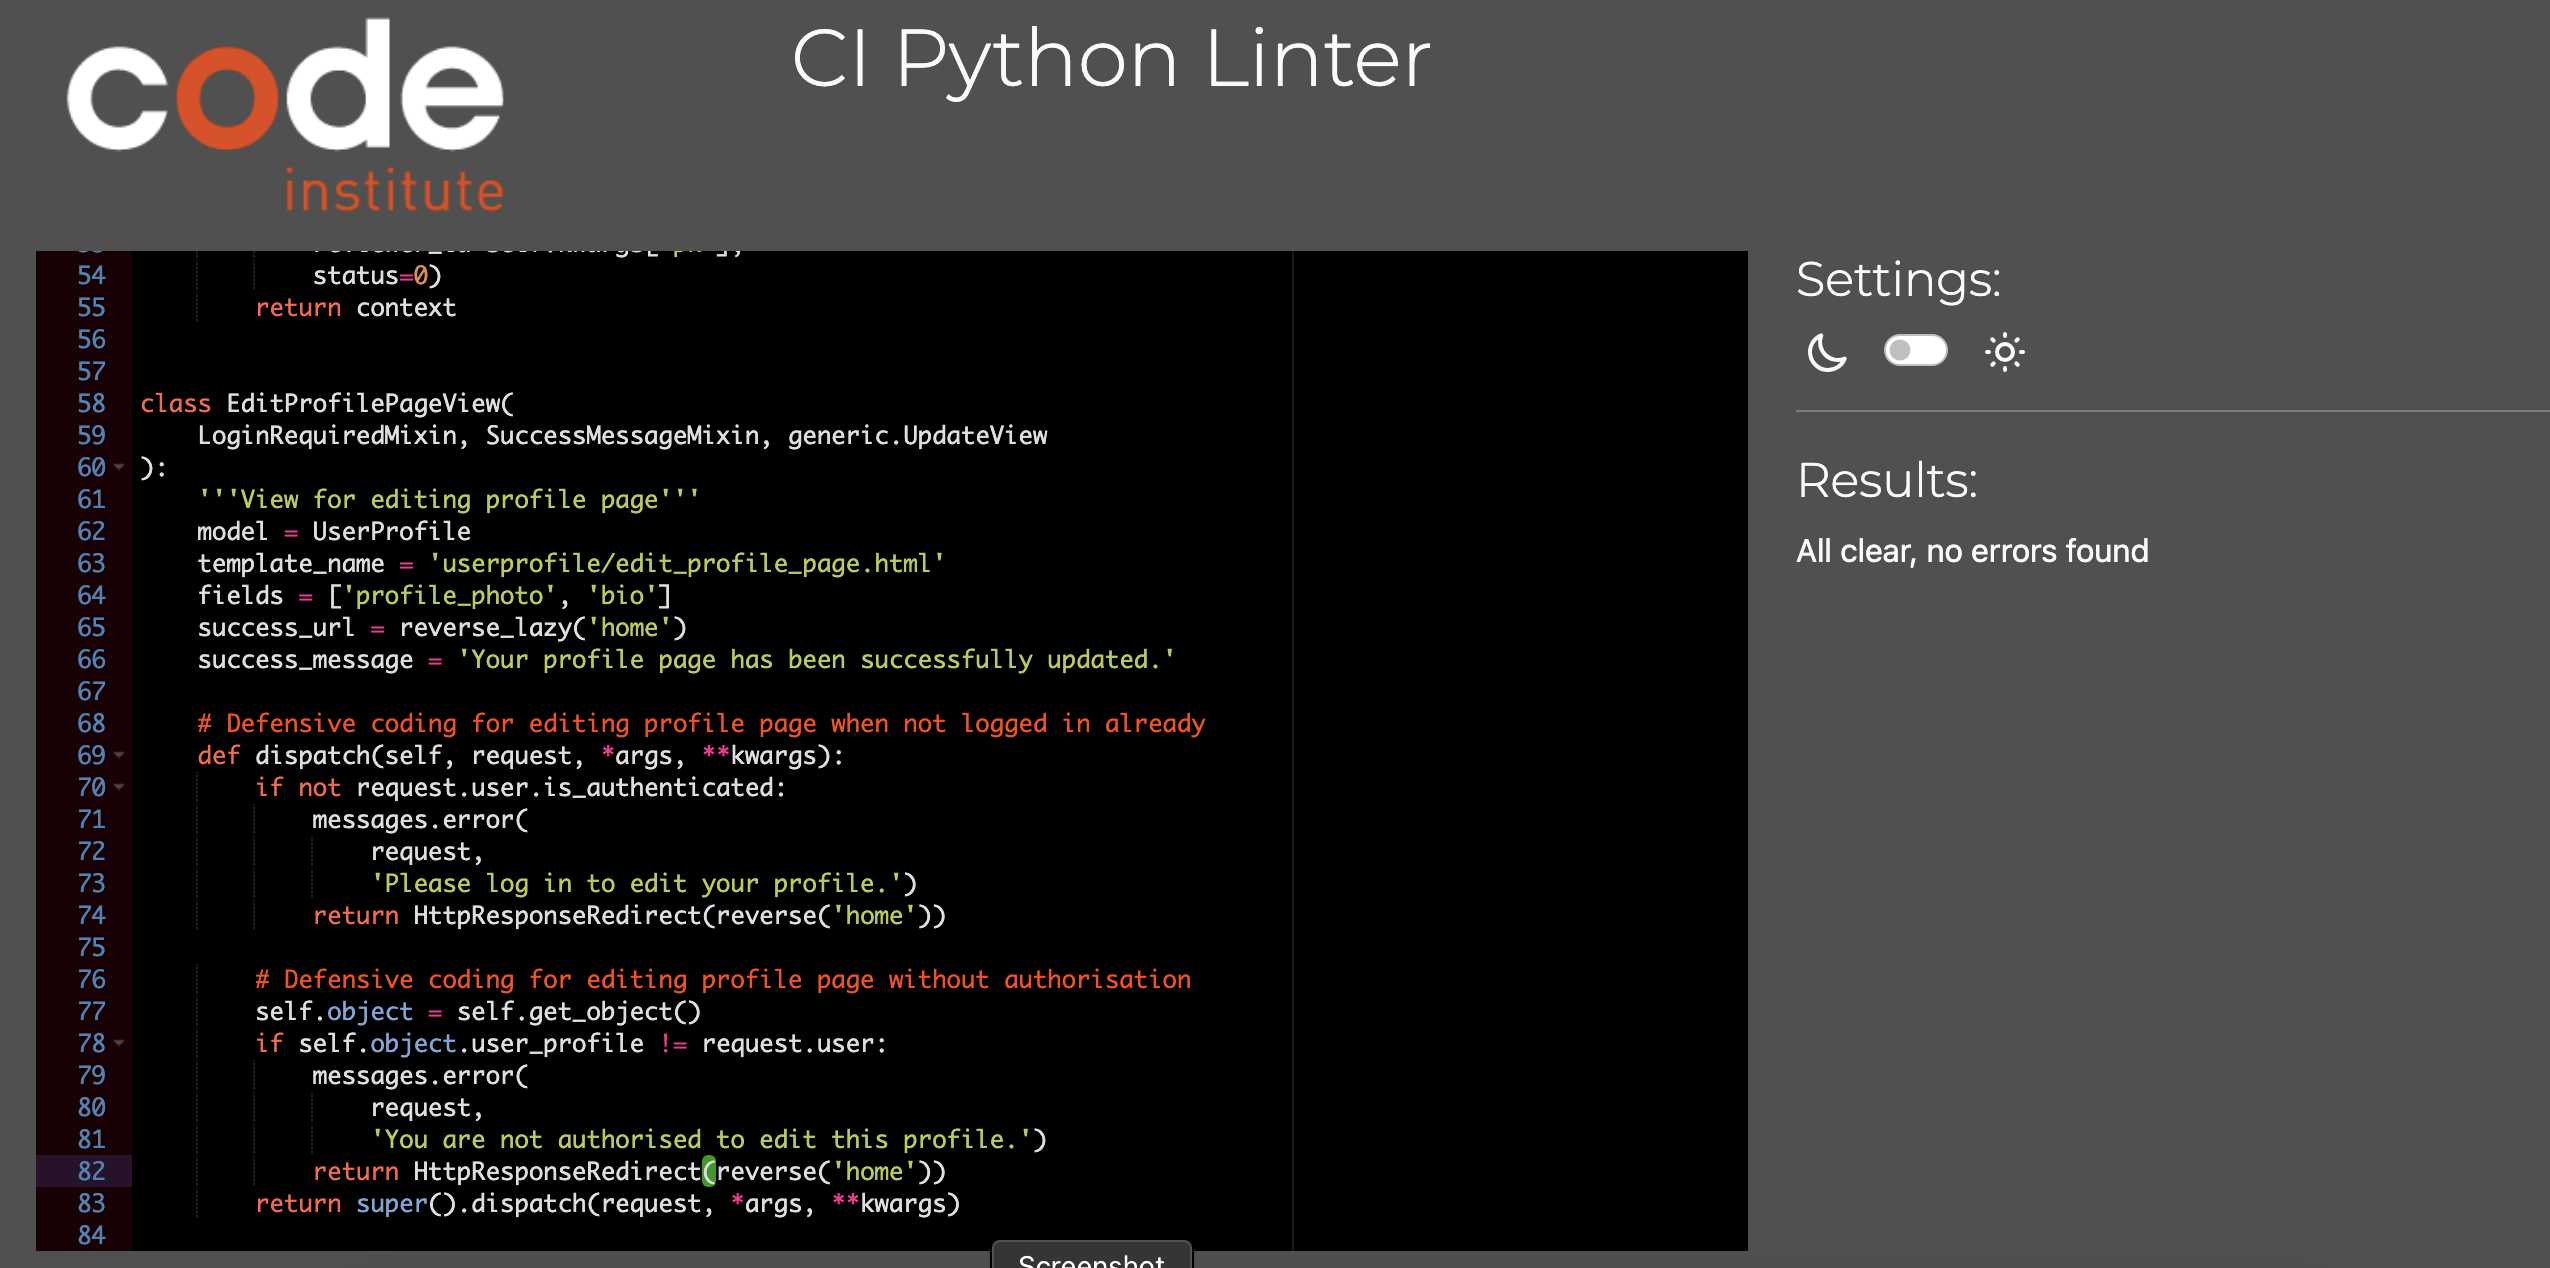 code
institute
CI Python Linter
54 status=0)
55 return context
56
57
58 class EditProfilePageView(
59 LoginRequiredMixin, SuccessMessageMixin, generic.UpdateView
60 ):
61 '''View for editing profile page'''
62 model = UserProfile
63 template_name = 'userprofile/edit_profile_page.html'
64 fields = ['profile_photo', 'bio']
65 success_url = reverse_lazy('home')
66 success_message = 'Your profile page has been successfully updated.'
67
68 # Defensive coding for editing profile page when not logged in already
69 def dispatch(self, request, *args, **kwargs):
70 if not request.user.is_authenticated:
71 messages.error(
72 request,
73 'Please log in to edit your profile.')
74 return HttpResponseRedirect(reverse('home'))
75
76 # Defensive coding for editing profile page without authorisation
77 self.object = self.get_object()
78 if self.object.user_profile != request.user:
79 messages.error(
80 request,
81 'You are not authorised to edit this profile.')
82 return HttpResponseRedirect(reverse('home'))
83 return super().dispatch(request, *args, **kwargs)
84
Settings:
Results:
All clear, no errors found
Screenshot